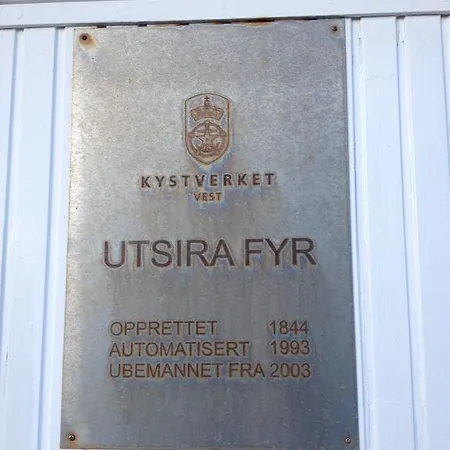 KYSTVERKET
VEST
UTSIRA FYR
OPPRETTET 1844
AUTOMATISERT 1993
UBEMANNET FRA 2003